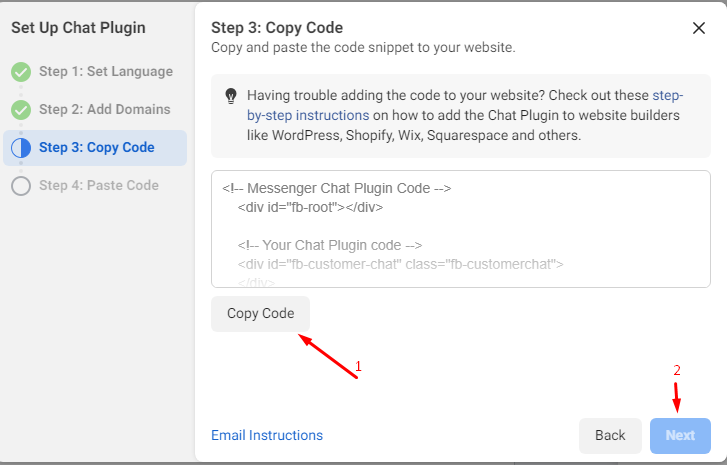 Set Up Chat Plugin
Step 1: Set Language
Step 2: Add Domains
Step 3: Copy Code
Step 4: Paste Code
Step 3: Copy Code
Copy and paste the code snippet to your website.
Having trouble adding the code to your website? Check out these step-
by-step instructions on how to add the Chat Plugin to website builders
like WordPress, Shopify, Wix, Squarespace and others.
<!-- Messenger Chat Plugin Code -->
<div id="fb-root"></div>
<!-- Your Chat Plugin code -->
<div id="fb-customer-chat" class="fb-customerchat">
</div>
Copy Code
1
2
Email Instructions
Back
Next